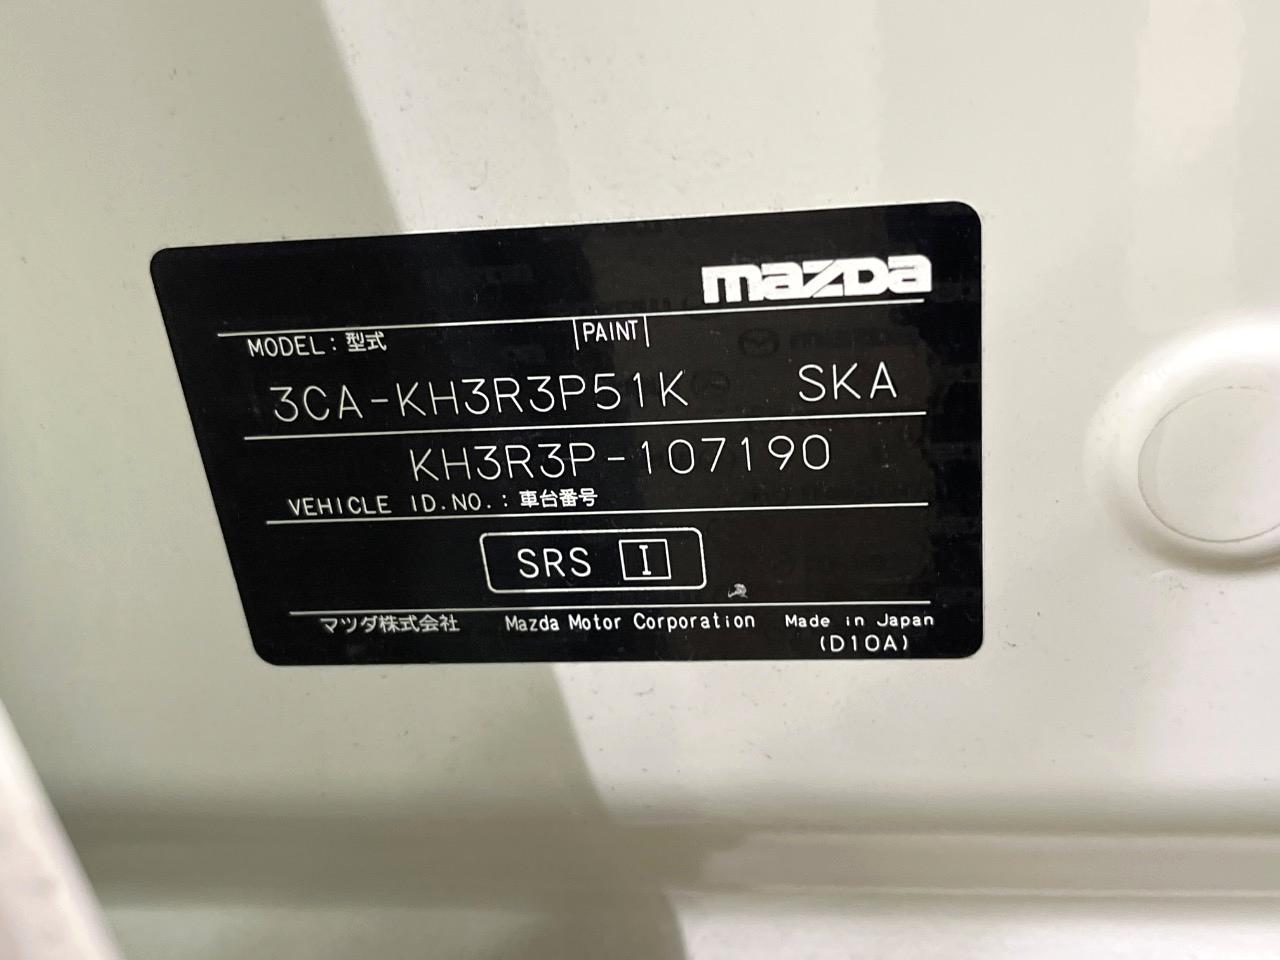 mazda
MODEL : 型式 PAINT
3CA-KH3R3P51K SKA
KH3R3P-107190
VEHICLE ID.NO. : 車台番号
SRS I
マツダ株式会社 Mazda Motor Corporation Made in Japan
(D10A)